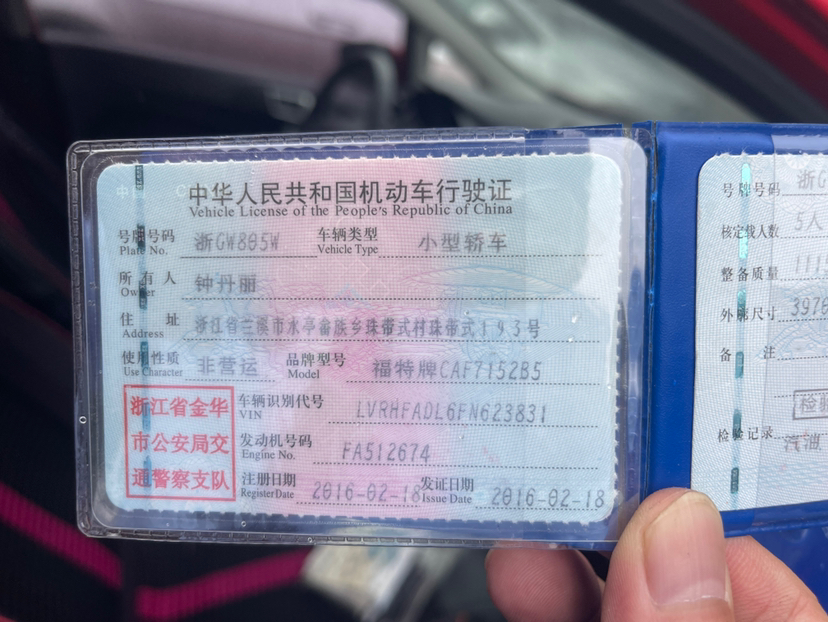 中华人民共和国机动车行驶证
Vehicle License of the People's Republic of China
号牌号码 浙GW805W 车辆类型 小型轿车
Plate No. Vehicle Type
所有人 钟丹丽
Owner
住址 浙江省兰溪市水亭畲族乡珠带式村珠带式193号
Address
使用性质 非营运 品牌型号 福特牌CAF7152B5
Use Character Model
车辆识别代号 LVRHFADL6FN623831
VIN
发动机号码 FA512674
Engine No.
注册日期 2016-02-18 发证日期 2016-02-18
Register Date Issue Date
浙江省金华
市公安局交
通警察支队
号牌号码 浙G
核定载人数 5人
整备质量
外廓尺寸 3976
备注
检验记录
汽油